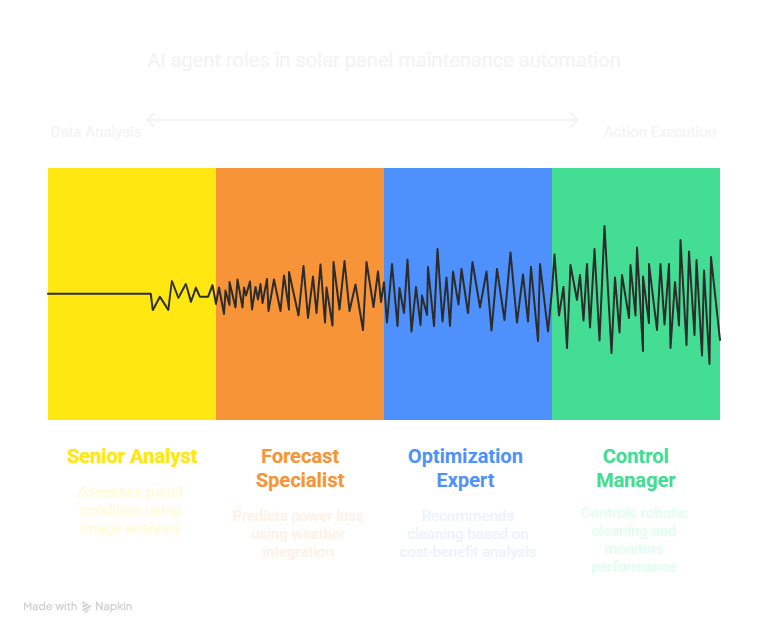 AI agent roles in solar panel maintenance automation
Data Analysis
Action Execution
Senior Analyst
Assesses panel
condition using
image analysis
Forecast
Specialist
Predicts power loss
using weather
integration
Optimization
Expert
Recommends
cleaning based on
cost-benefit analysis
Control
Manager
Controls robotic
cleaning and
monitors
performance
Made with Napkin